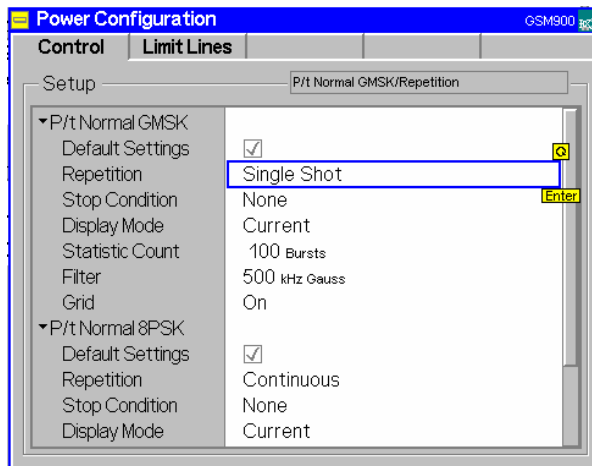 Power Configuration GSM900
Control Limit Lines
Setup P/t Normal GMSK/Repetition
P/t Normal GMSK
Default Settings
Repetition Single Shot
Stop Condition None Enter
Display Mode Current
Statistic Count 100 Bursts
Filter 500 kHz Gauss
Grid On
P/t Normal 8PSK
Default Settings
Repetition Continuous
Stop Condition None
Display Mode Current